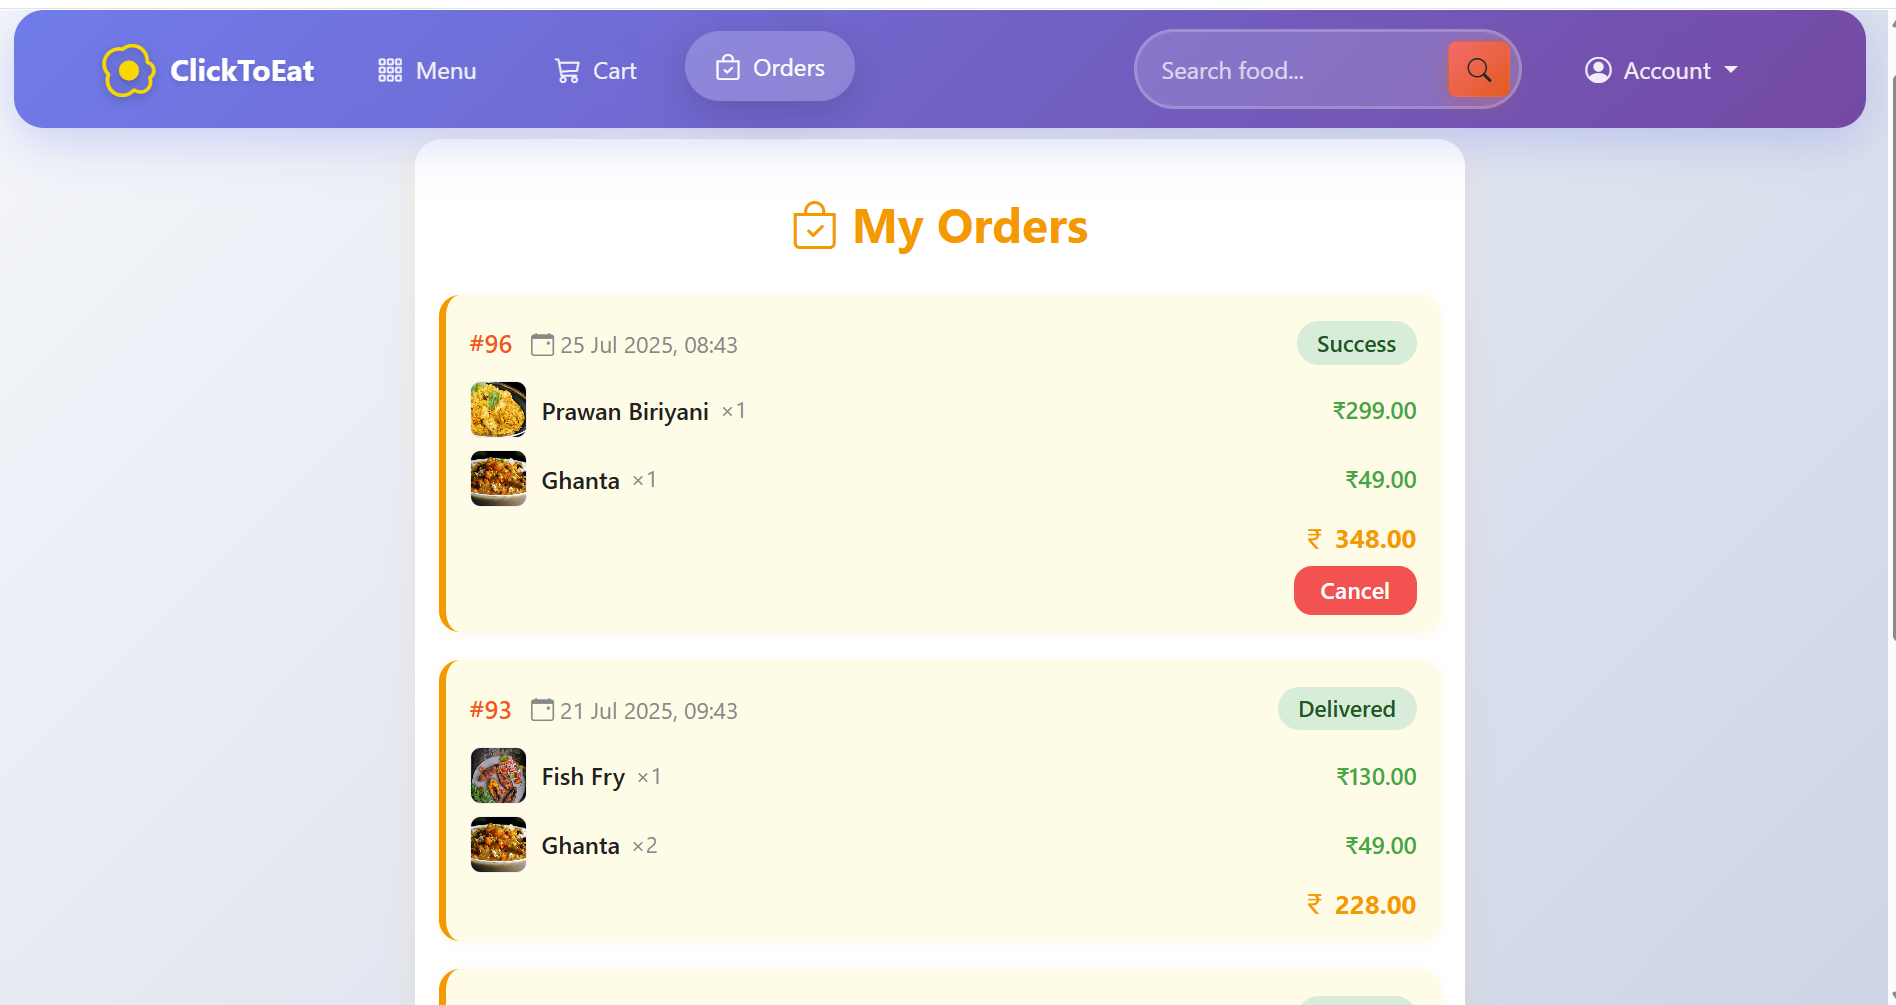 ClickToEat Menu Cart Orders Search food... Account
My Orders
#96 25 Jul 2025, 08:43 Success
Prawan Biriyani ×1 ₹299.00
Ghanta ×1 ₹49.00
₹ 348.00
Cancel
#93 21 Jul 2025, 09:43 Delivered
Fish Fry ×1 ₹130.00
Ghanta ×2 ₹49.00
₹ 228.00